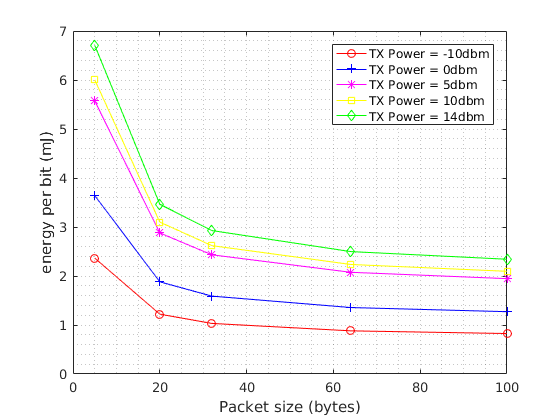 7
6
5
4
3
2
1
0
energy per bit (mJ)
TX Power = -10dbm
TX Power = 0dbm
TX Power = 5dbm
TX Power = 10dbm
TX Power = 14dbm
0 20 40 60 80 100
Packet size (bytes)